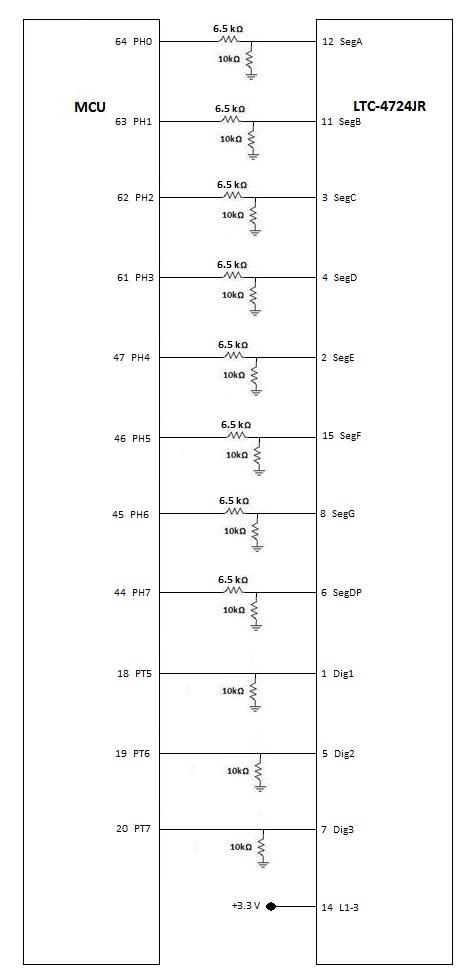 6.5 kΩ
64 PH0 12 SegA
10kΩ
MCU LTC-4724JR
6.5 kΩ
63 PH1 11 SegB
10kΩ
6.5 kΩ
62 PH2 3 SegC
10kΩ
6.5 kΩ
61 PH3 4 SegD
10kΩ
6.5 kΩ
47 PH4 2 SegE
10kΩ
6.5 kΩ
46 PH5 15 SegF
10kΩ
6.5 kΩ
45 PH6 8 SegG
10kΩ
6.5 kΩ
44 PH7 6 SegDP
10kΩ
18 PT5 1 Dig1
10kΩ
19 PT6 5 Dig2
10kΩ
20 PT7 7 Dig3
10kΩ
+3.3 V 14 L1-3